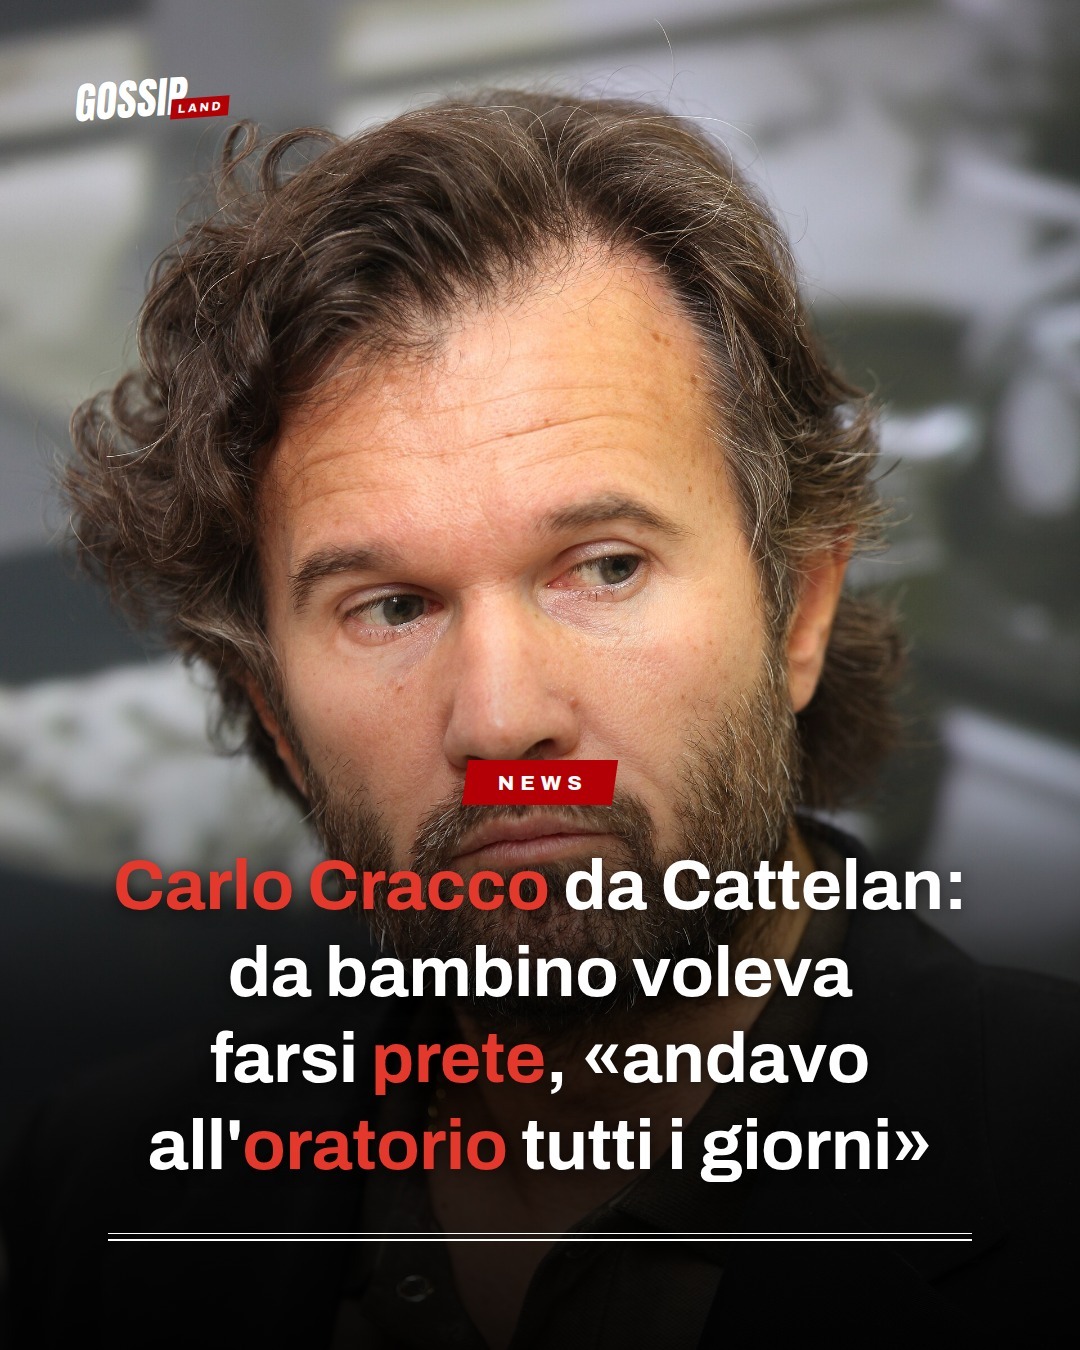 GOSSIP
LAND
NEWS
Carlo Cracco da Cattelan:
da bambino voleva
farsi prete, «andavo
all'oratorio tutti i giorni»